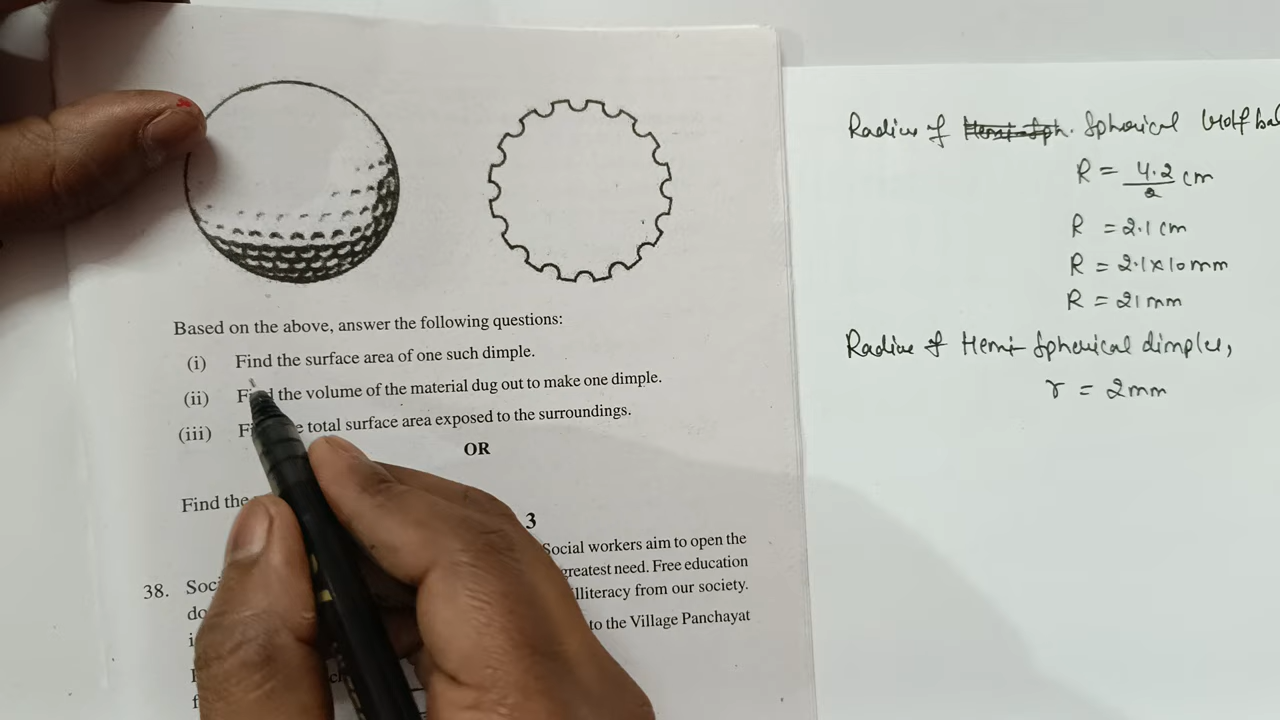 Based on the above, answer the following questions:
(i) Find the surface area of one such dimple.
(ii) Find the volume of the material dug out to make one dimple.
(iii) total surface area exposed to the surroundings.
OR
Find the
3
38. Social workers aim to open the
greatest need. Free education
illiteracy from our society.
to the Village Panchayat
Radius of Spherical Golf
R = 4.2/2 cm
R = 2.1 cm
R = 2.1 x 10 mm
R = 21 mm
Radius of Hemi Spherical dimples,
r = 2mm